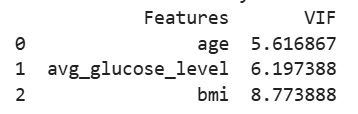 Features VIF
0 age 5.616867
1 avg_glucose_level 6.197388
2 bmi 8.773888